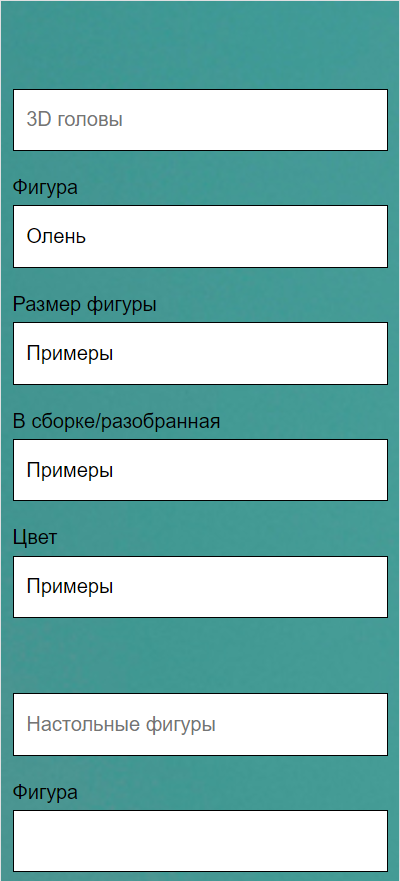 3D головы
Фигура
Олень
Размер фигуры
Примеры
В сборке/разобранная
Примеры
Цвет
Примеры
Настольные фигуры
Фигура